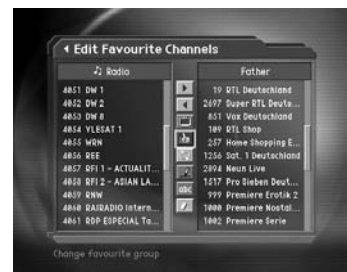 Edit Favourite Channels
Radio
4051 DW 1
4052 DW 2
4053 DW 8
4054 YLESAT 1
4055 WRN
4056 REE
4057 RFI 1 - ACTUALIT...
4058 RFI 2 - ASIAN LA...
4059 RNW
4060 RAIRADIO Intern...
4061 RDP ESPECIAL Ta...
abc
Father
19 RTL Deutschland
2697 Super RTL Deuts...
851 Vox Deutschland
109 RTL Shop
257 Home Shopping E...
1256 Sat. 1 Deutschland
2894 Neun Live
1517 Pro Sieben Deut...
999 Premiere Erotik 2
1000 Premiere Nostal...
1002 Premiere Serie
Change favourite group